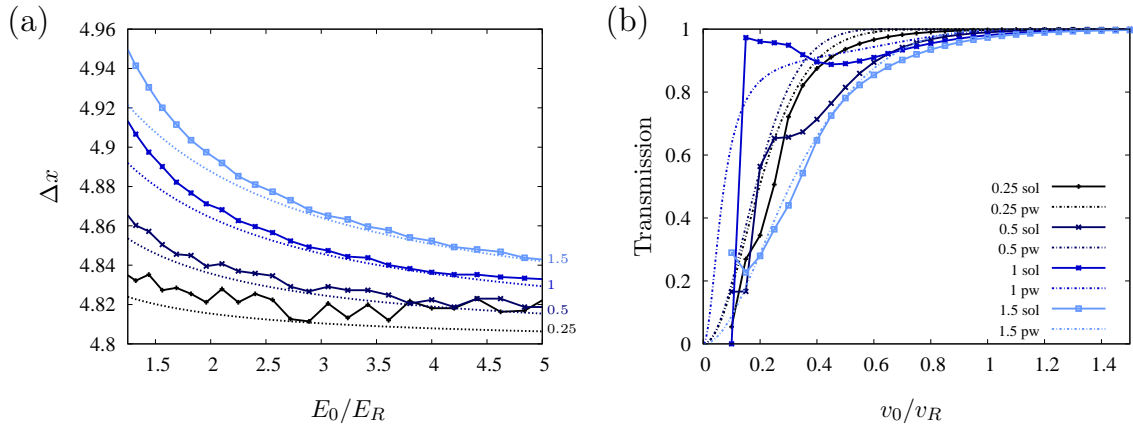 (a)
4.96
4.94
4.92
4.9
4.88
4.86
4.84
4.82
4.8
Δx
1.5
1
0.5
0.25
1.5 2 2.5 3 3.5 4 4.5 5
E₀/E_R
(b)
1
0.8
0.6
0.4
0.2
0
Transmission
0.25 sol
0.25 pw
0.5 sol
0.5 pw
1 sol
1 pw
1.5 sol
1.5 pw
0 0.2 0.4 0.6 0.8 1 1.2 1.4
v₀/v_R